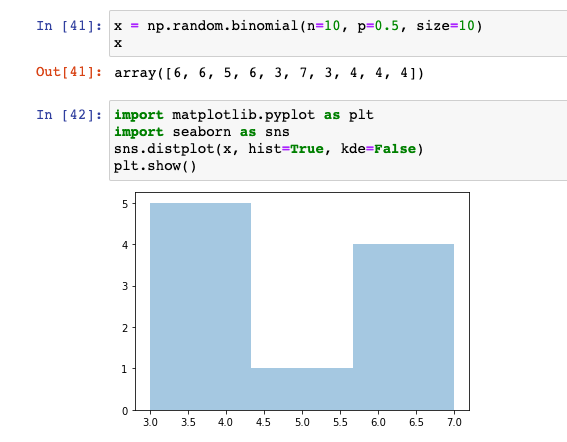 In [41]: x = np.random.binomial(n=10, p=0.5, size=10)
x
Out[41]: array([6, 6, 5, 6, 3, 7, 3, 4, 4, 4])
In [42]: import matplotlib.pyplot as plt
import seaborn as sns
sns.distplot(x, hist=True, kde=False)
plt.show()
5
4
3
2
1
0
3.0 3.5 4.0 4.5 5.0 5.5 6.0 6.5 7.0